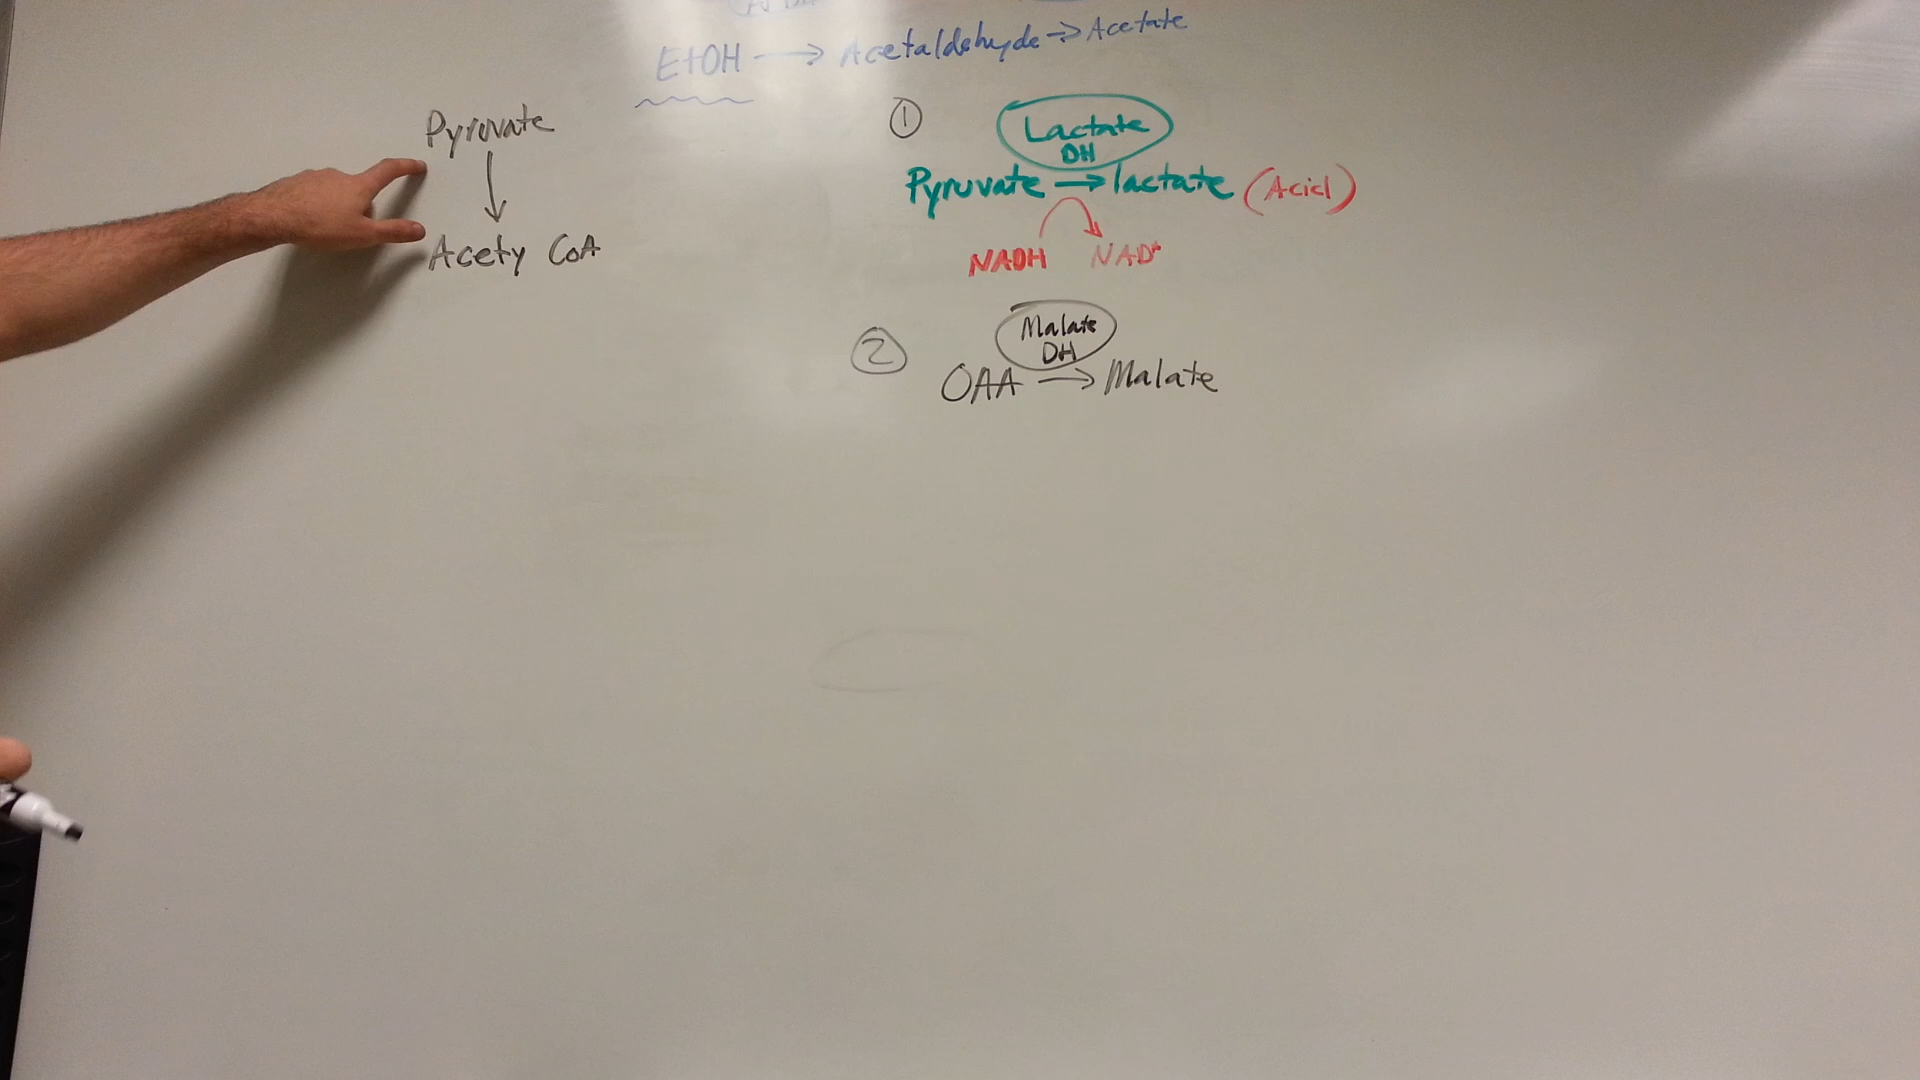 EtOH → Acetaldehyde → Acetate
Pyruvate
↓
Acety CoA
①
Lactate
DH
Pyruvate → lactate (Acid)
NADH NAD+
②
Malate
DH
OAA → Malate